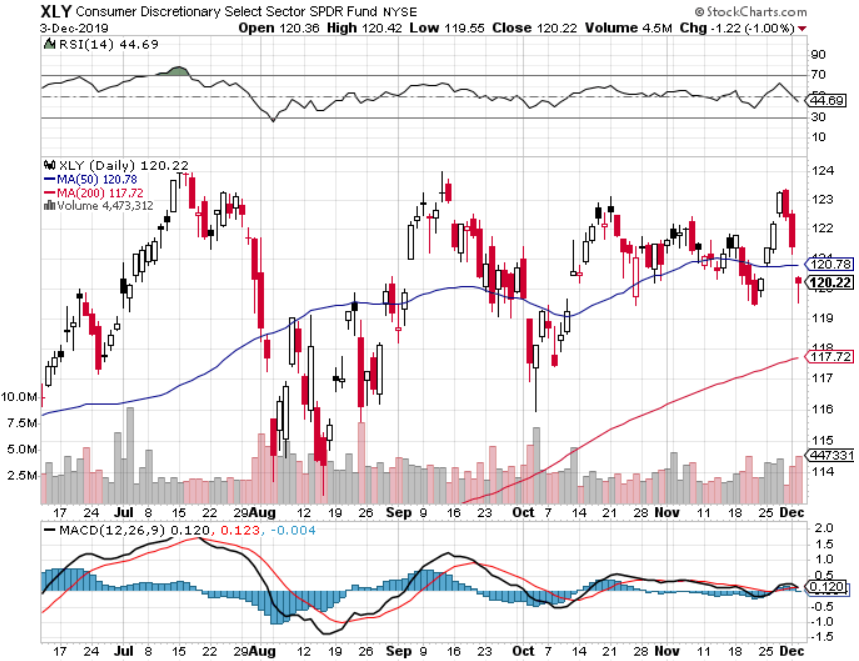 XLY Consumer Discretionary Select Sector SPDR Fund NYSE © StockCharts.com
3-Dec-2019 Open 120.36 High 120.42 Low 119.55 Close 120.22 Volume 4.5M Chg -1.22 (-1.00%)
RSI(14) 44.69
90
70
44.69
30
10
XLY (Daily) 120.22
MA(50) 120.78
MA(200) 117.72
Volume 4,473,312
124
123
122
121
120.78
120.22
119
118
117.72
117
116
115
447331
114
10.0M
7.5M
5.0M
2.5M
17 24 Jul 8 15 22 29 Aug 12 19 26 Sep 9 16 23 Oct 7 14 21 28 Nov 11 18 25 Dec
MACD(12,26,9) 0.120, 0.123, -0.004
2.0
1.5
1.0
0.5
0.120
-0.5
-1.0
-1.5
17 24 Jul 8 15 22 29 Aug 12 19 26 Sep 9 16 23 Oct 7 14 21 28 Nov 11 18 25 Dec